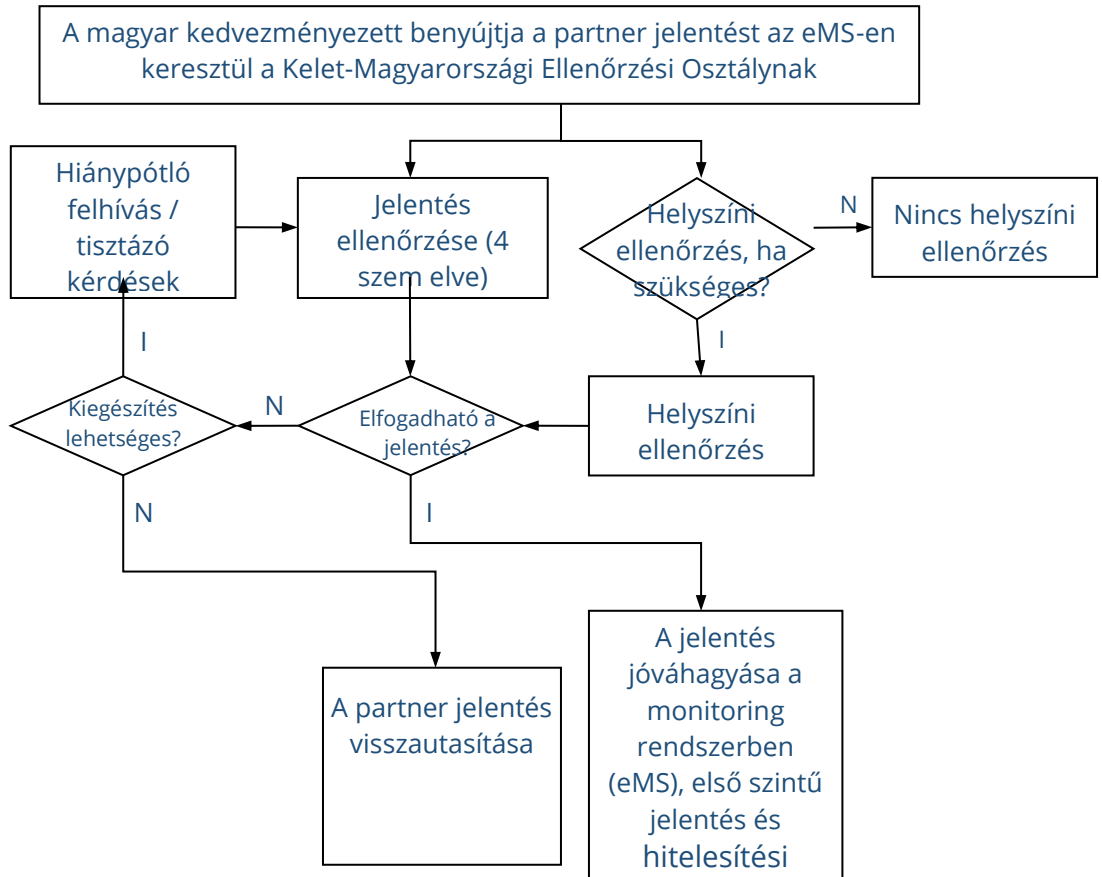 A magyar kedvezményezett benyújtja a partner jelentést az eMS-en
keresztül a Kelet-Magyarországi Ellenőrzési Osztálynak
Hiánypótló
felhívás /
tisztázó
kérdések
Jelentés
ellenőrzése (4
szem elve)
Helyszíni
ellenőrzés, ha
szükséges?
N
Nincs helyszíni
ellenőrzés
I
I
Kiegészítés
lehetséges?
N
Elfogadható a
jelentés?
Helyszíni
ellenőrzés
N
I
A partner jelentés
visszautasítása
A jelentés
jóváhagyása a
monitoring
rendszerben
(eMS), első szintű
jelentés és
hitelesítési